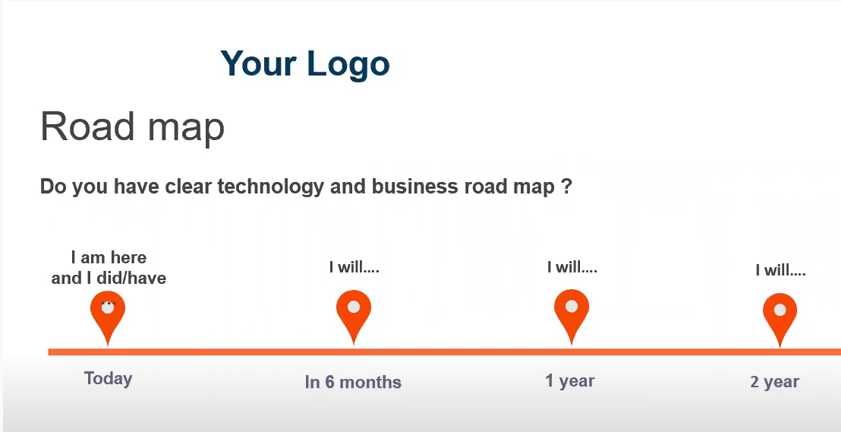 Your Logo
Road map
Do you have clear technology and business road map ?
I am here
and I did/have
I will....
I will....
I will....
Today
In 6 months
1 year
2 year